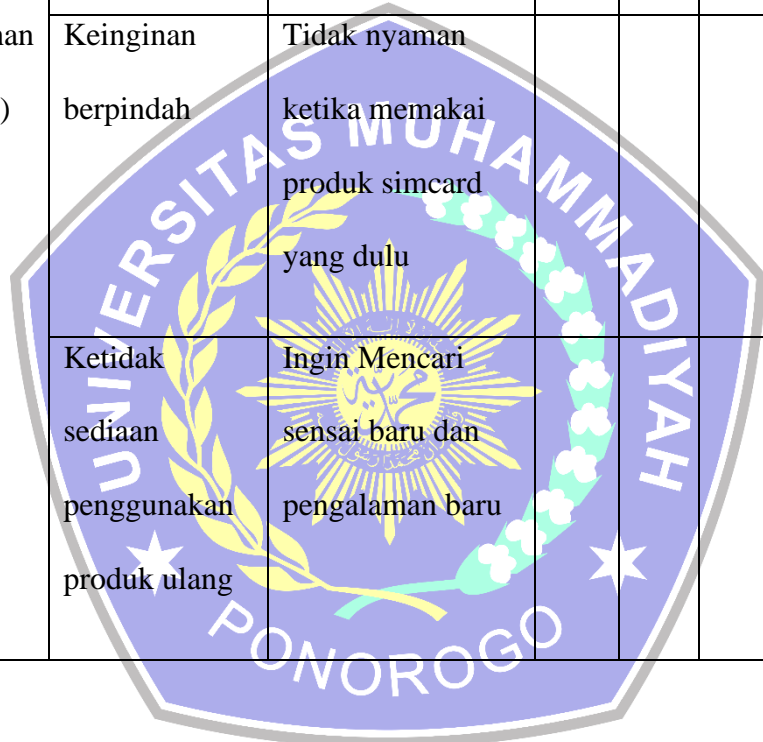 nan
)
Keinginan
berpindah
Tidak nyaman
ketika memakai
produk simcard
yang dulu
Ketidak
sediaan
penggunakan
produk ulang
Ingin Mencari
sensai baru dan
pengalaman baru
UNIVERSITAS MUHAMMADIYAH
PONOROGO